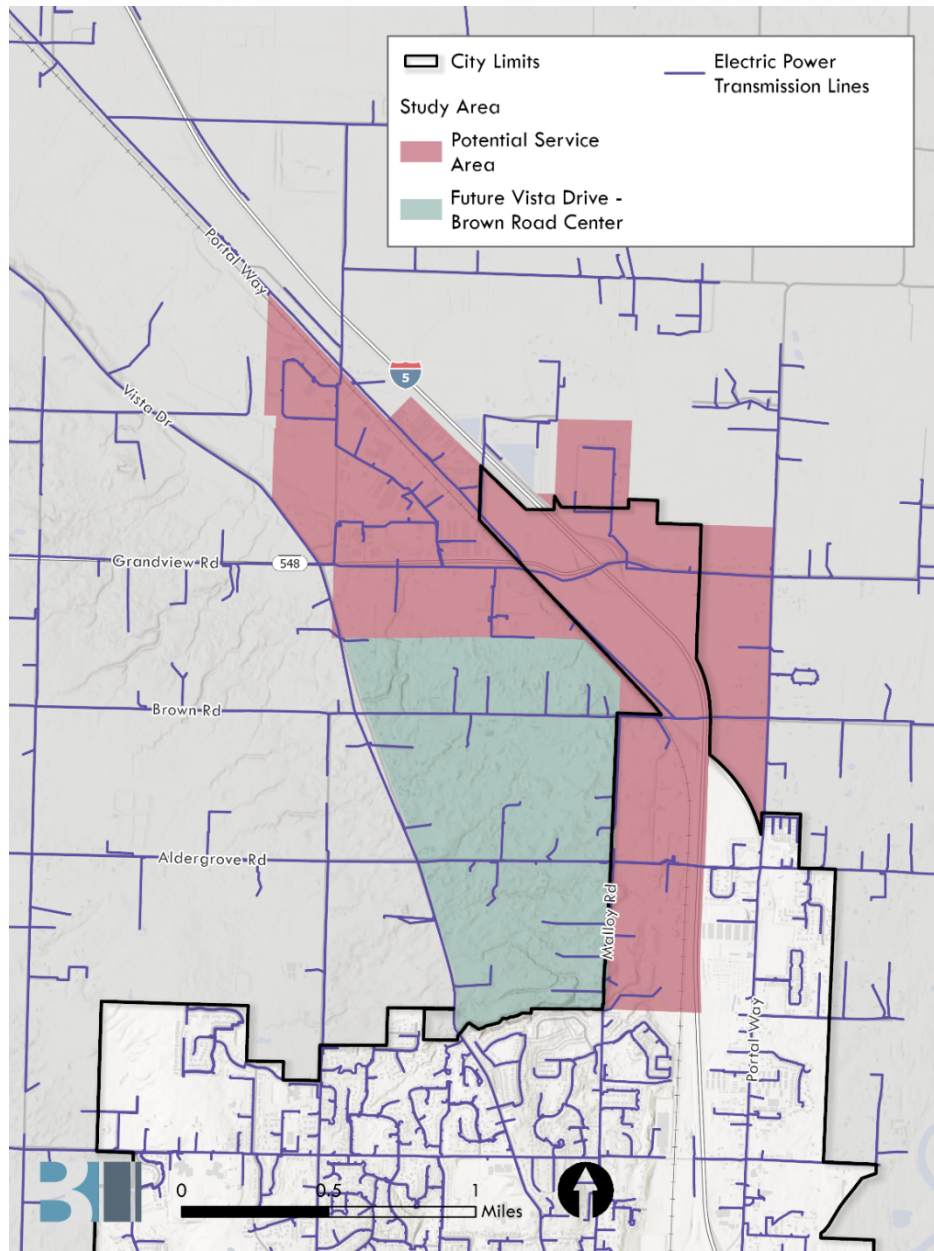 City Limits
Study Area
Potential Service
Area
Future Vista Drive -
Brown Road Center
Electric Power
Transmission Lines
Portal Way
5
Vista Dr
Grandview Rd
548
Brown Rd
Aldergrove Rd
Malloy Rd
Portal Way
0
0.5
1
Miles